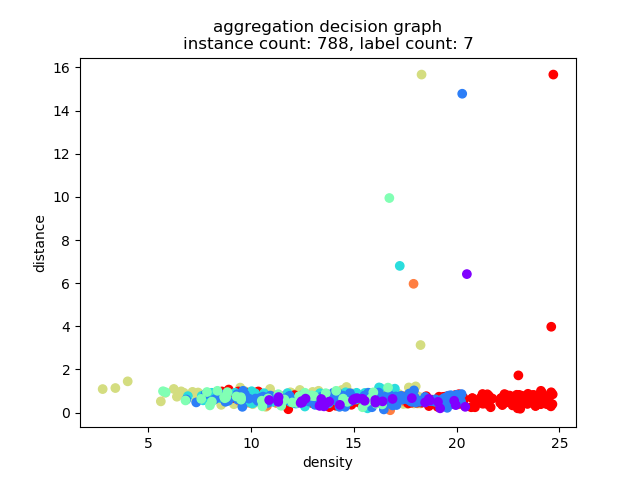 aggregation decision graph
instance count: 788, label count: 7
16
14
12
10
8
6
4
2
0
distance
5 10 15 20 25
density